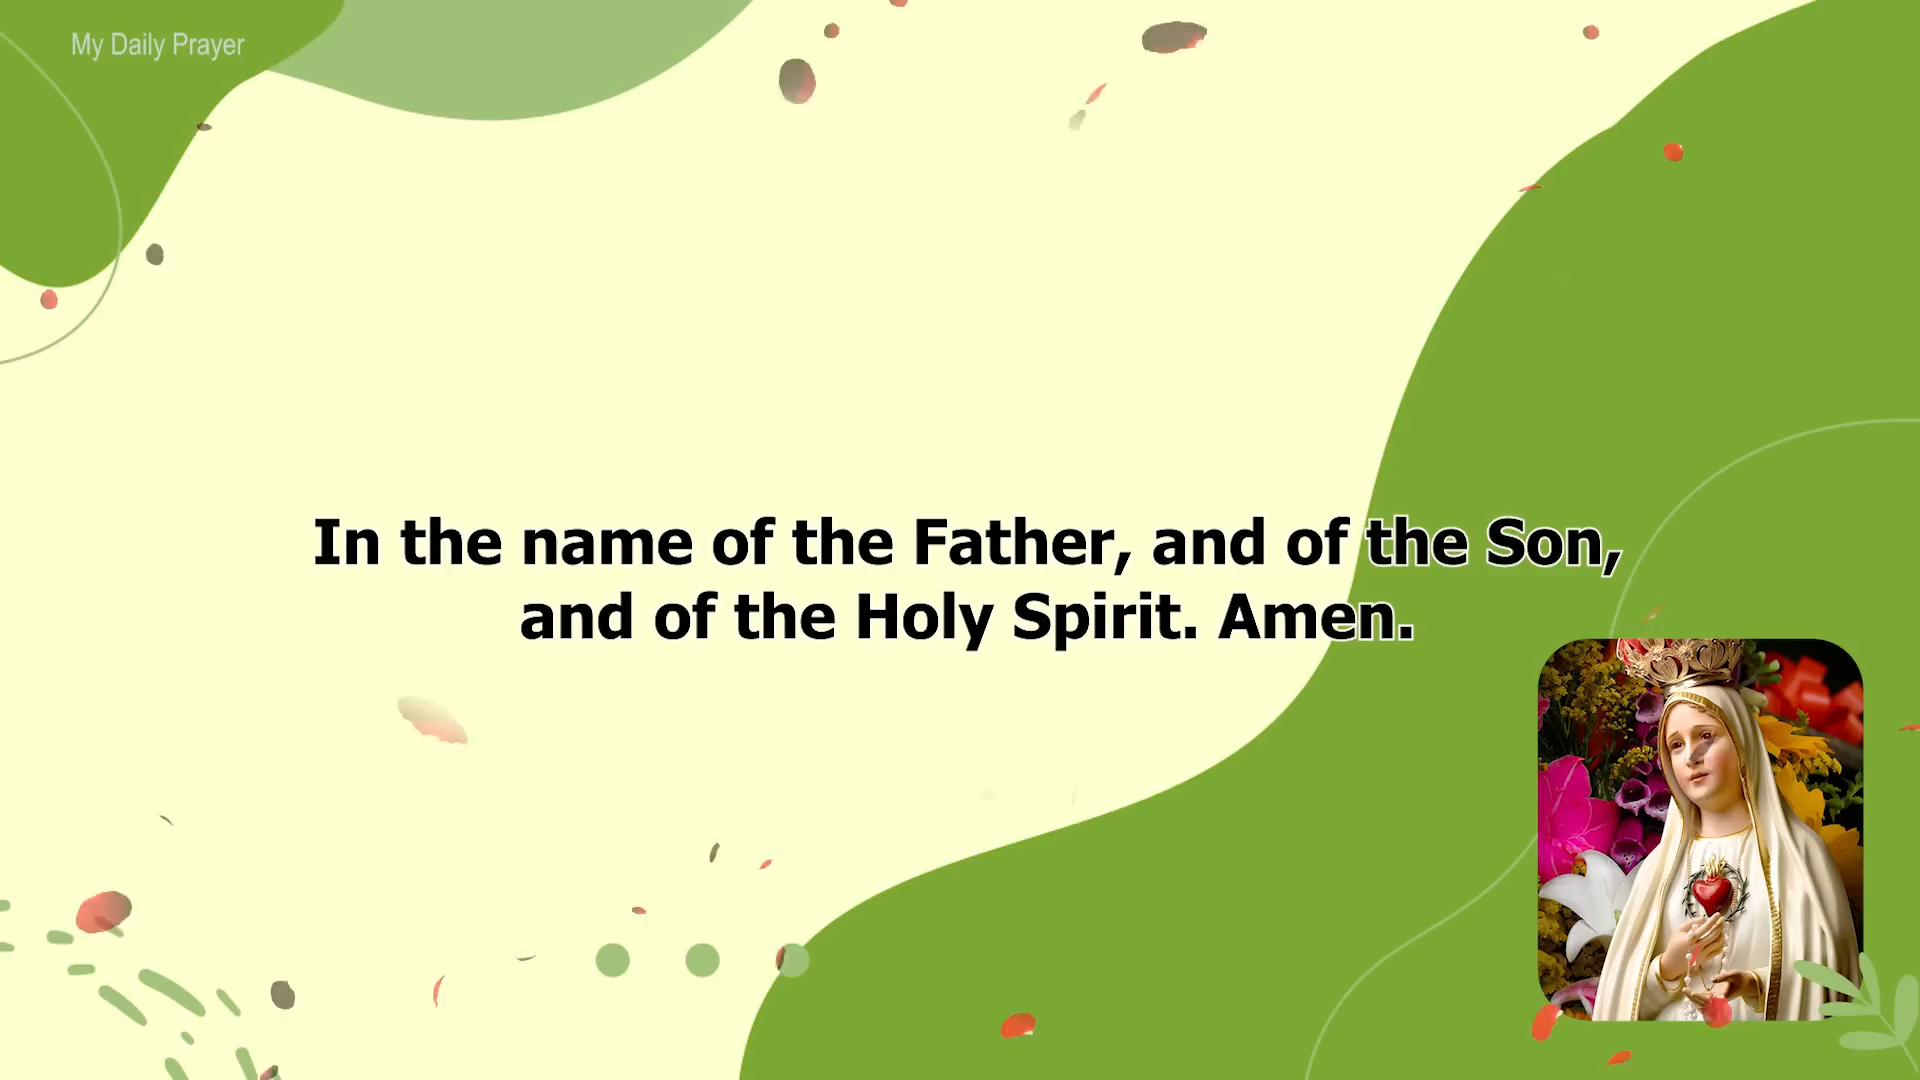 My Daily Prayer
In the name of the Father, and of the Son,
and of the Holy Spirit. Amen.